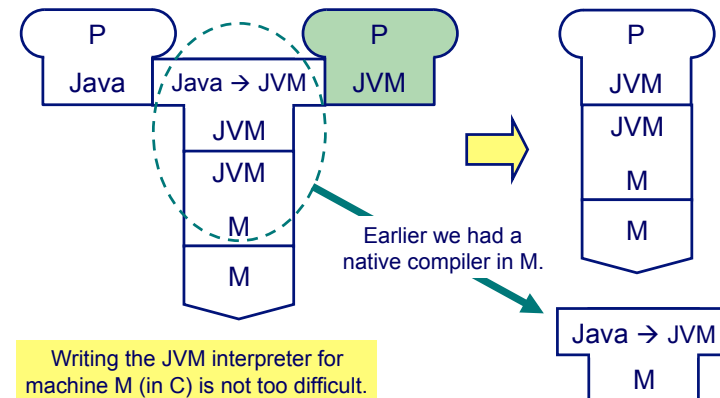 P
Java
Java → JVM
P
JVM
JVM
JVM
M
M
Writing the JVM interpreter for
machine M (in C) is not too difficult.
Earlier we had a
native compiler in M.
P
JVM
JVM
M
M
Java → JVM
M